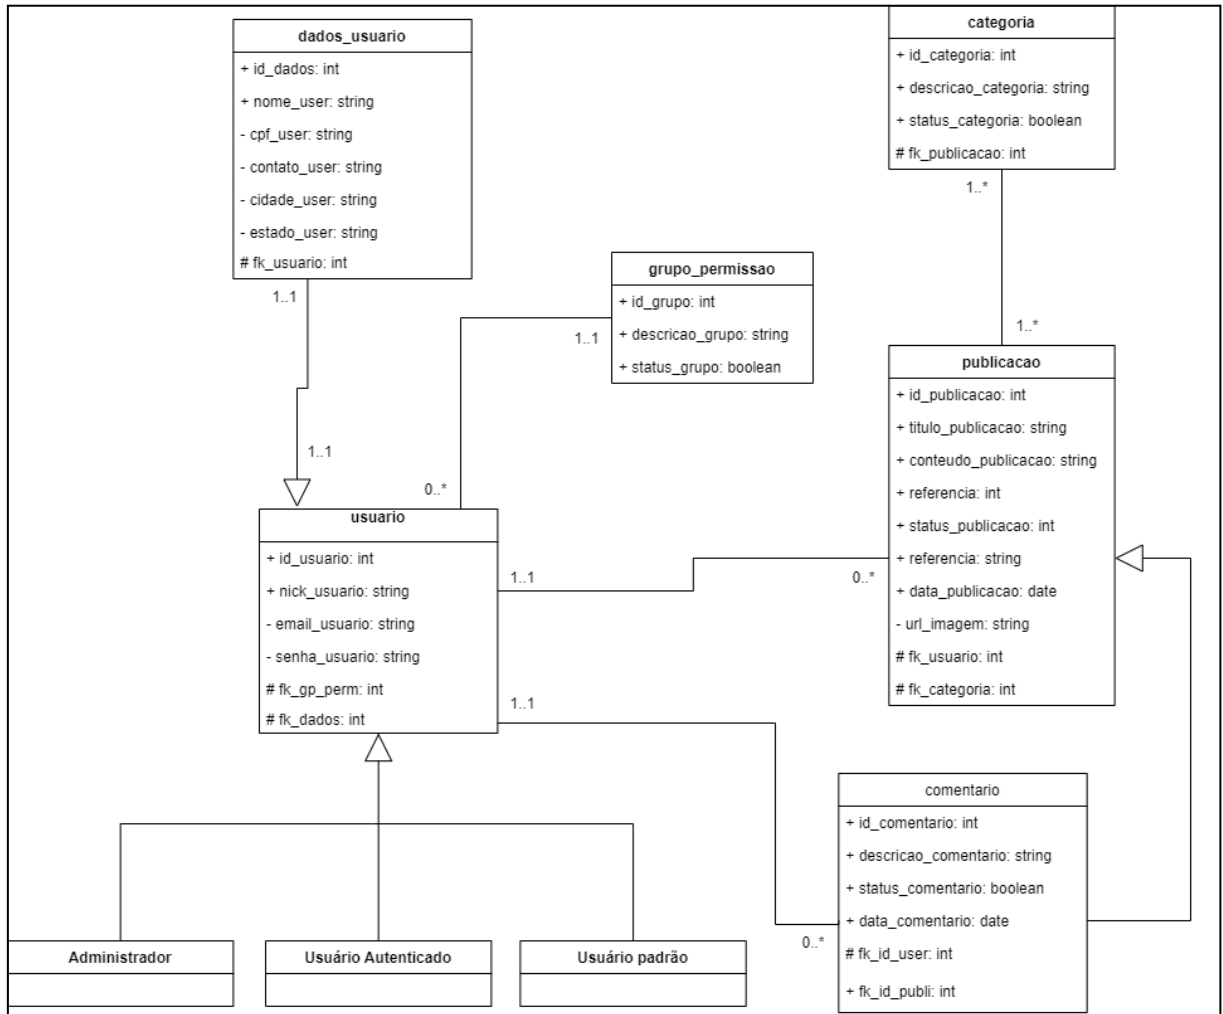 dados_usuario
+ id_dados: int
+ nome_user: string
- cpf_user: string
- contato_user: string
- cidade_user: string
- estado_user: string
# fk_usuario: int
1..1
1..1
categoria
+ id_categoria: int
+ descricao_categoria: string
+ status_categoria: boolean
# fk_publicacao: int
1..*
1..*
grupo_permissao
+ id_grupo: int
+ descricao_grupo: string
+ status_grupo: boolean
1..1
0..*
publicacao
+ id_publicacao: int
+ titulo_publicacao: string
+ conteudo_publicacao: string
+ referencia: int
+ status_publicacao: int
+ referencia: string
+ data_publicacao: date
- url_imagem: string
# fk_usuario: int
# fk_categoria: int
usuario
+ id_usuario: int
+ nick_usuario: string
- email_usuario: string
- senha_usuario: string
# fk_gp_perm: int
# fk_dados: int
1..1
0..*
1..1
0..*
comentario
+ id_comentario: int
+ descricao_comentario: string
+ status_comentario: boolean
+ data_comentario: date
# fk_id_user: int
+ fk_id_publi: int
Administrador
Usuário Autenticado
Usuário padrão